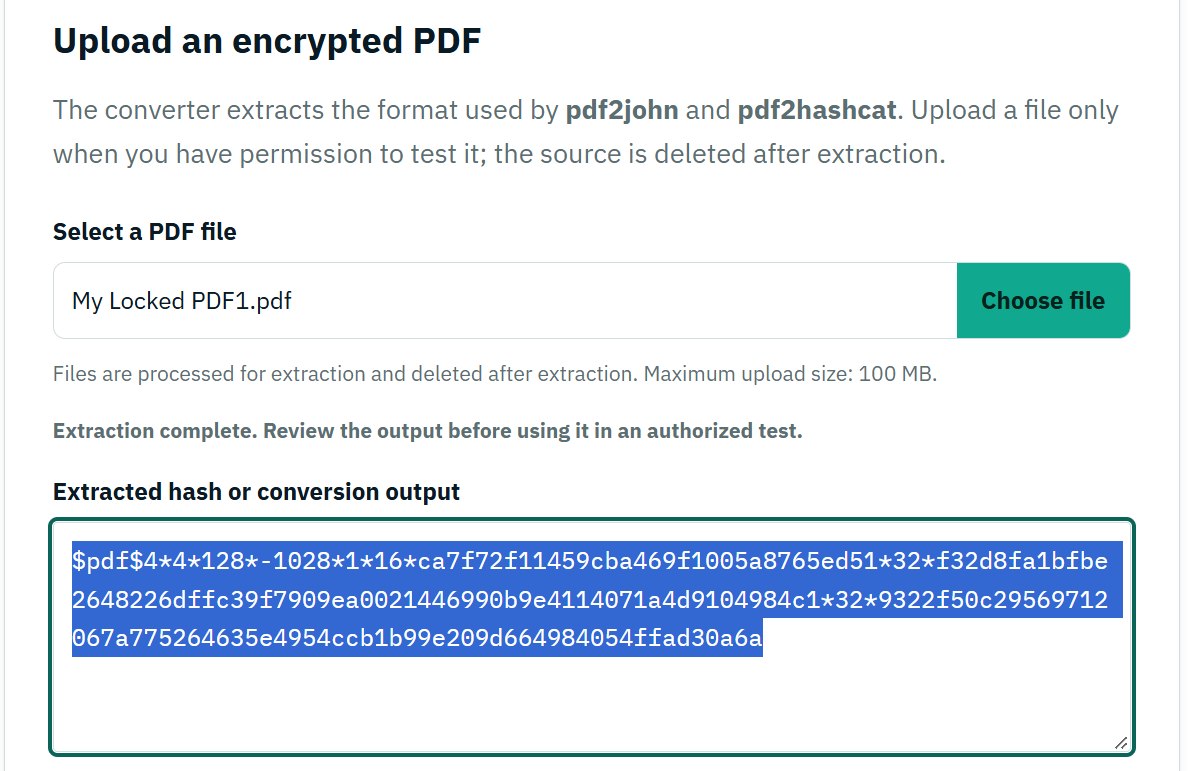 Upload an encrypted PDF
The converter extracts the format used by pdf2john and pdf2hashcat. Upload a file only
when you have permission to test it; the source is deleted after extraction.
Select a PDF file
My Locked PDF1.pdf
Choose file
Files are processed for extraction and deleted after extraction. Maximum upload size: 100 MB.
Extraction complete. Review the output before using it in an authorized test.
Extracted hash or conversion output
$pdf$4*4*128*-1028*1*16*ca7f72f11459cba469f1005a8765ed51*32*f32d8fa1bfbe
2648226dffc39f7909ea0021446990b9e4114071a4d9104984c1*32*9322f50c29569712
067a775264635e4954ccb1b99e209d664984054ffad30a6a